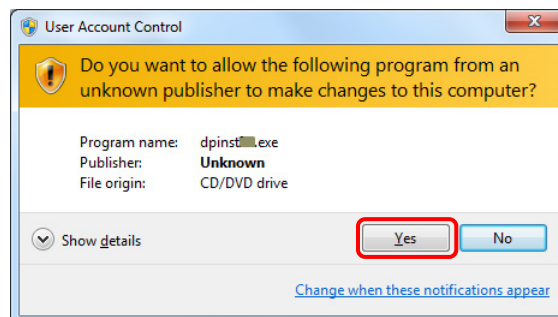 User Account Control
Do you want to allow the following program from an
unknown publisher to make changes to this computer?
Program name: .exe
Publisher: Unknown
File origin: CD/DVD drive
Show details
Yes
No
Change when these notifications appear